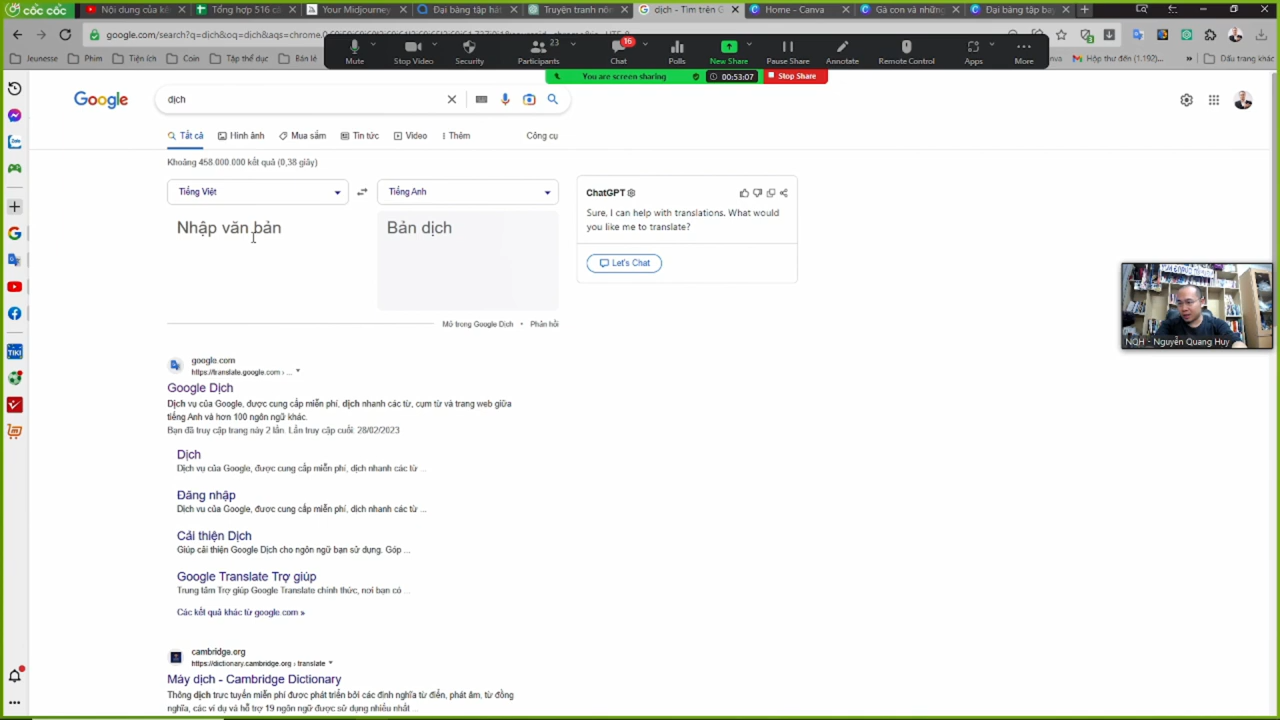 cốc cốc
Nội dung của kê
Tổng hợp 516 câ
Your Midjourney
Đại bàng tập hát
Truyện tranh nôn
dịch - Tìm trên G
Home - Canva
Gà con và nhữn
Đại bàng tập bay
Jeunesse
Phim
Tiện ích
Coin
Tập thể dục
Bán lẻ
Hộp thư đến (1.192)...
Dấu trang khác
Mute
Stop Video
Security
23
Participants
16
Chat
Polls
New Share
Pause Share
Annotate
Remote Control
Apps
More
You are screen sharing
00:53:07
Stop Share
Google
dịch
Tất cả
Hình ảnh
Mua sắm
Tin tức
Video
Thêm
Công cụ
Khoảng 458.000.000 kết quả (0,38 giây)
Tiếng Việt
Tiếng Anh
Nhập văn bản
Bản dịch
Mở trong Google Dịch • Phản hồi
ChatGPT
Sure, I can help with translations. What would
you like me to translate?
Let's Chat
NQH - Nguyễn Quang Huy
google.com
https://translate.google.com › ...
Google Dịch
Dịch vụ của Google, được cung cấp miễn phí, dịch nhanh các từ, cụm từ và trang web giữa
tiếng Anh và hơn 100 ngôn ngữ khác.
Bạn đã truy cập trang này 2 lần. Lần truy cập cuối: 28/02/2023
Dịch
Dịch vụ của Google, được cung cấp miễn phí, dịch nhanh các từ ...
Đăng nhập
Dịch vụ của Google, được cung cấp miễn phí, dịch nhanh các từ ...
Cải thiện Dịch
Giúp cải thiện Google Dịch cho ngôn ngữ bạn sử dụng. Góp ...
Google Translate Trợ giúp
Trung tâm Trợ giúp Google Translate chính thức, nơi bạn có ...
Các kết quả khác từ google.com »
cambridge.org
https://dictionary.cambridge.org › translate
Máy dịch - Cambridge Dictionary
Thông dịch trực tuyến miễn phí được phát triển bởi các định nghĩa từ điển, phát âm, từ đồng
nghĩa, các ví dụ và hỗ trợ 19 ngôn ngữ được sử dụng nhiều nhất ...
Zalo
TIKI